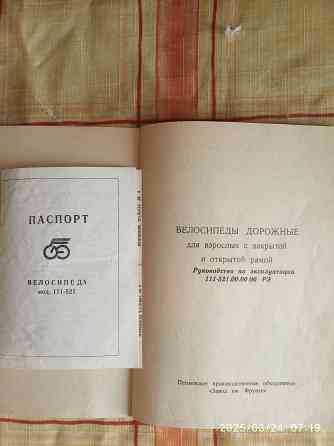 ПАСПОРТ
ВЕЛОСИПЕДА
мод. 111-521
ВЕЛОСИПЕДЫ ДОРОЖНЫЕ
для взрослых с закрытой
и открытой рамой
Руководство по эксплуатации
111-521.00.00.00 РЭ
Пензенское производственное объединение
«Завод им. Фрунзе»
2025/03/24 07:19